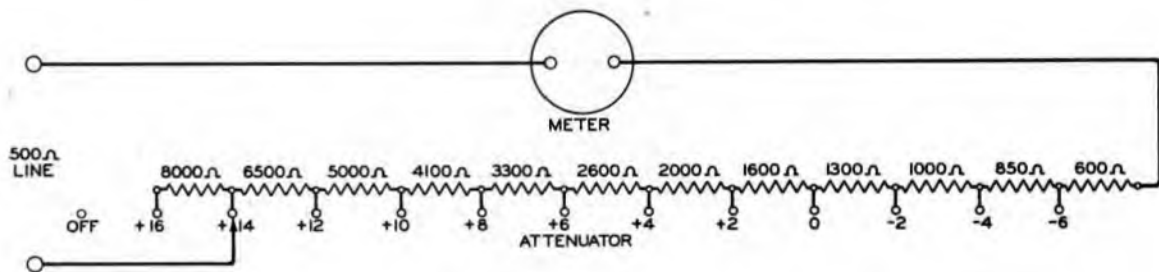 METER
500Ω
LINE
8000Ω 6500Ω 5000Ω 4100Ω 3300Ω 2600Ω 2000Ω 1600Ω 1300Ω 1000Ω 850Ω 600Ω
OFF +16 +14 +12 +10 +8 +6 +4 +2 0 -2 -4 -6
ATTENUATOR